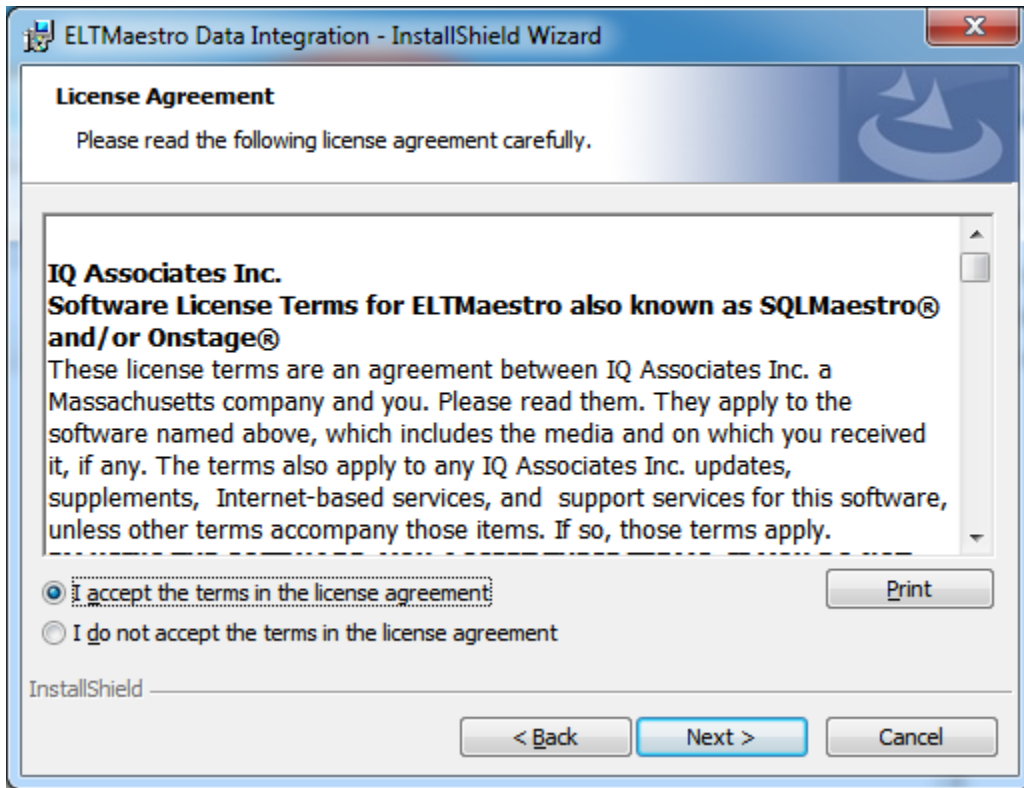 ELTMaestro Data Integration - InstallShield Wizard
License Agreement
Please read the following license agreement carefully.
IQ Associates Inc.
Software License Terms for ELTMaestro also known as SQLMaestro®
and/or Onstage®
These license terms are an agreement between IQ Associates Inc. a
Massachusetts company and you. Please read them. They apply to the
software named above, which includes the media and on which you received
it, if any. The terms also apply to any IQ Associates Inc. updates,
supplements,  Internet-based services, and  support services for this software,
unless other terms accompany those items. If so, those terms apply.
I accept the terms in the license agreement
Print
I do not accept the terms in the license agreement
InstallShield
< Back
Next >
Cancel